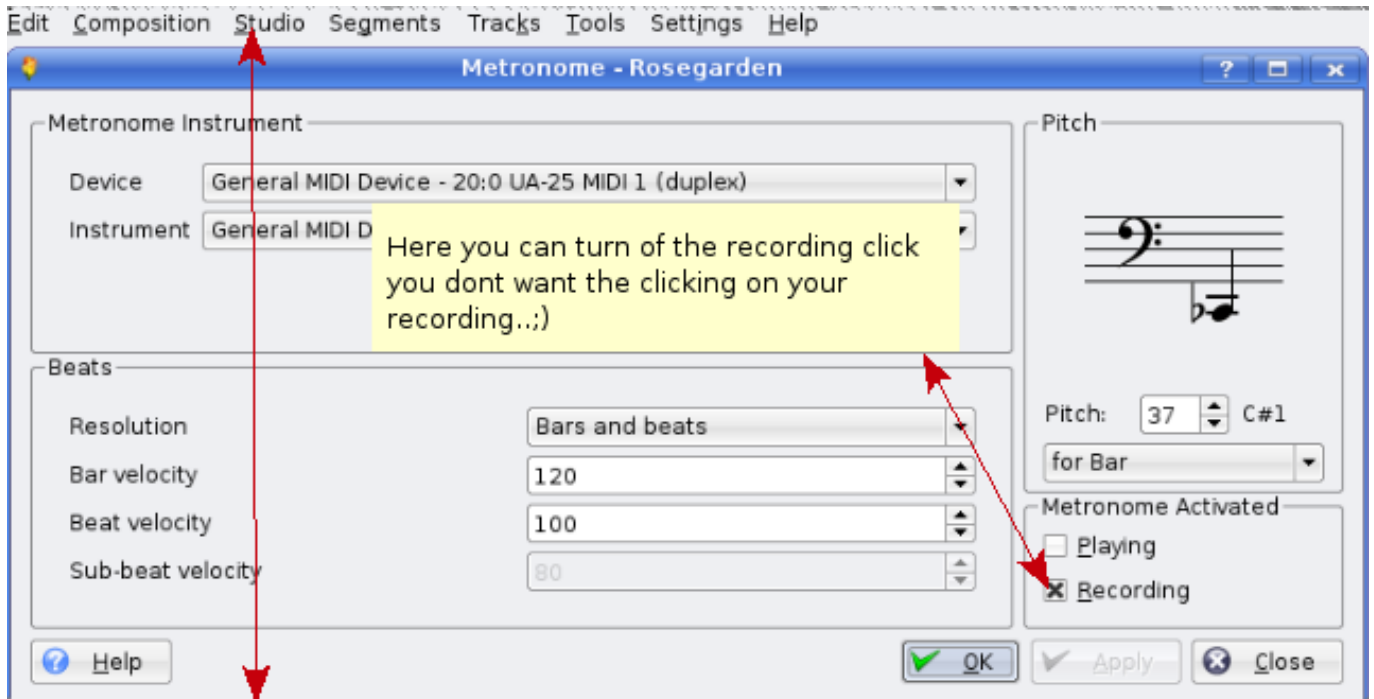 Edit Composition Studio Segments Tracks Tools Settings Help
Metronome - Rosegarden
Metronome Instrument
Device General MIDI Device - 20:0 UA-25 MIDI 1 (duplex)
Instrument General MIDI D
Here you can turn of the recording click
you dont want the clicking on your
recording..;)
Beats
Resolution Bars and beats
Bar velocity 120
Beat velocity 100
Sub-beat velocity 80
Pitch
Pitch: 37 C#1
for Bar
Metronome Activated
Playing
Recording
Help OK Apply Close